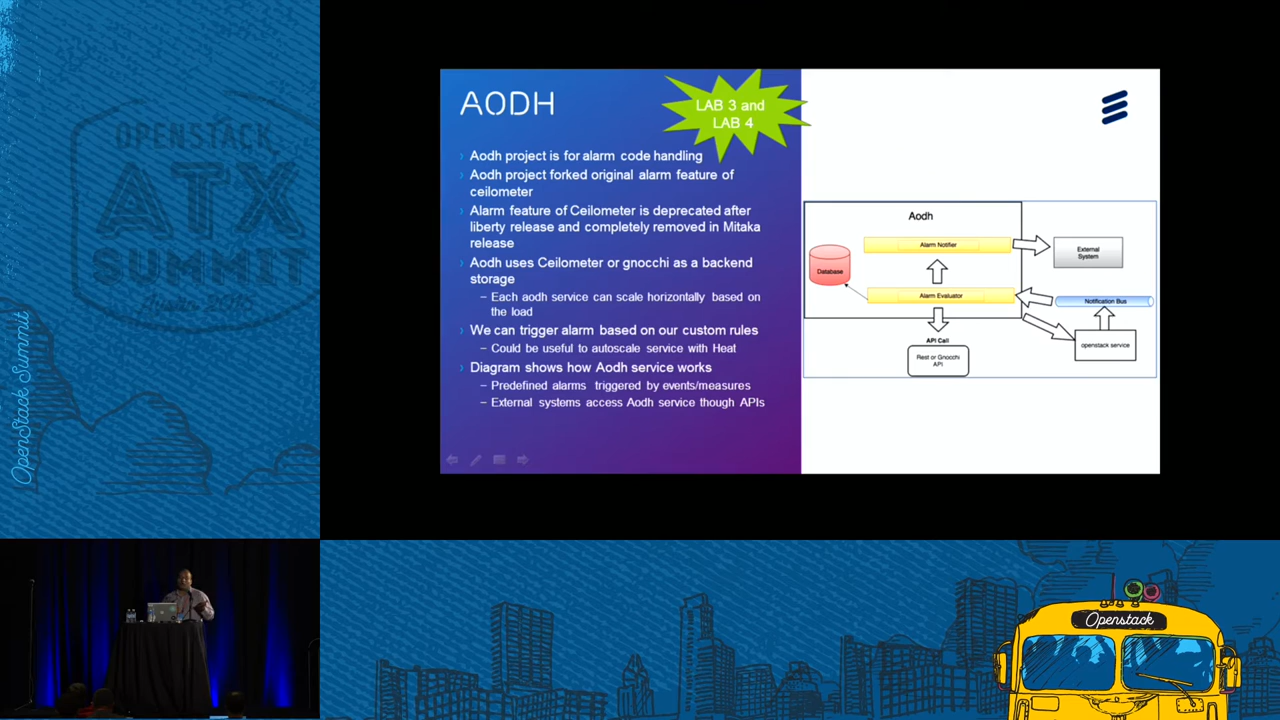 OPENSTACK
ATX
SUMMIT
OpenStack Summit
AODH
LAB 3 and
LAB 4
Aodh project is for alarm code handling
Aodh project forked original alarm feature of
ceilometer
Alarm feature of Ceilometer is deprecated after
liberty release and completely removed in Mitaka
release
Aodh uses Ceilometer or gnocchi as a backend
storage
– Each aodh service can scale horizontally based on
the load
We can trigger alarm based on our custom rules
– Could be useful to autoscale service with Heat
Diagram shows how Aodh service works
– Predefined alarms triggered by events/measures
– External systems access Aodh service though APIs
Aodh
Alarm Notifier
External
System
Database
Alarm Evaluator
Notification Bus
API Call
openstack service
Rest or Gnocchi
API
Openstack